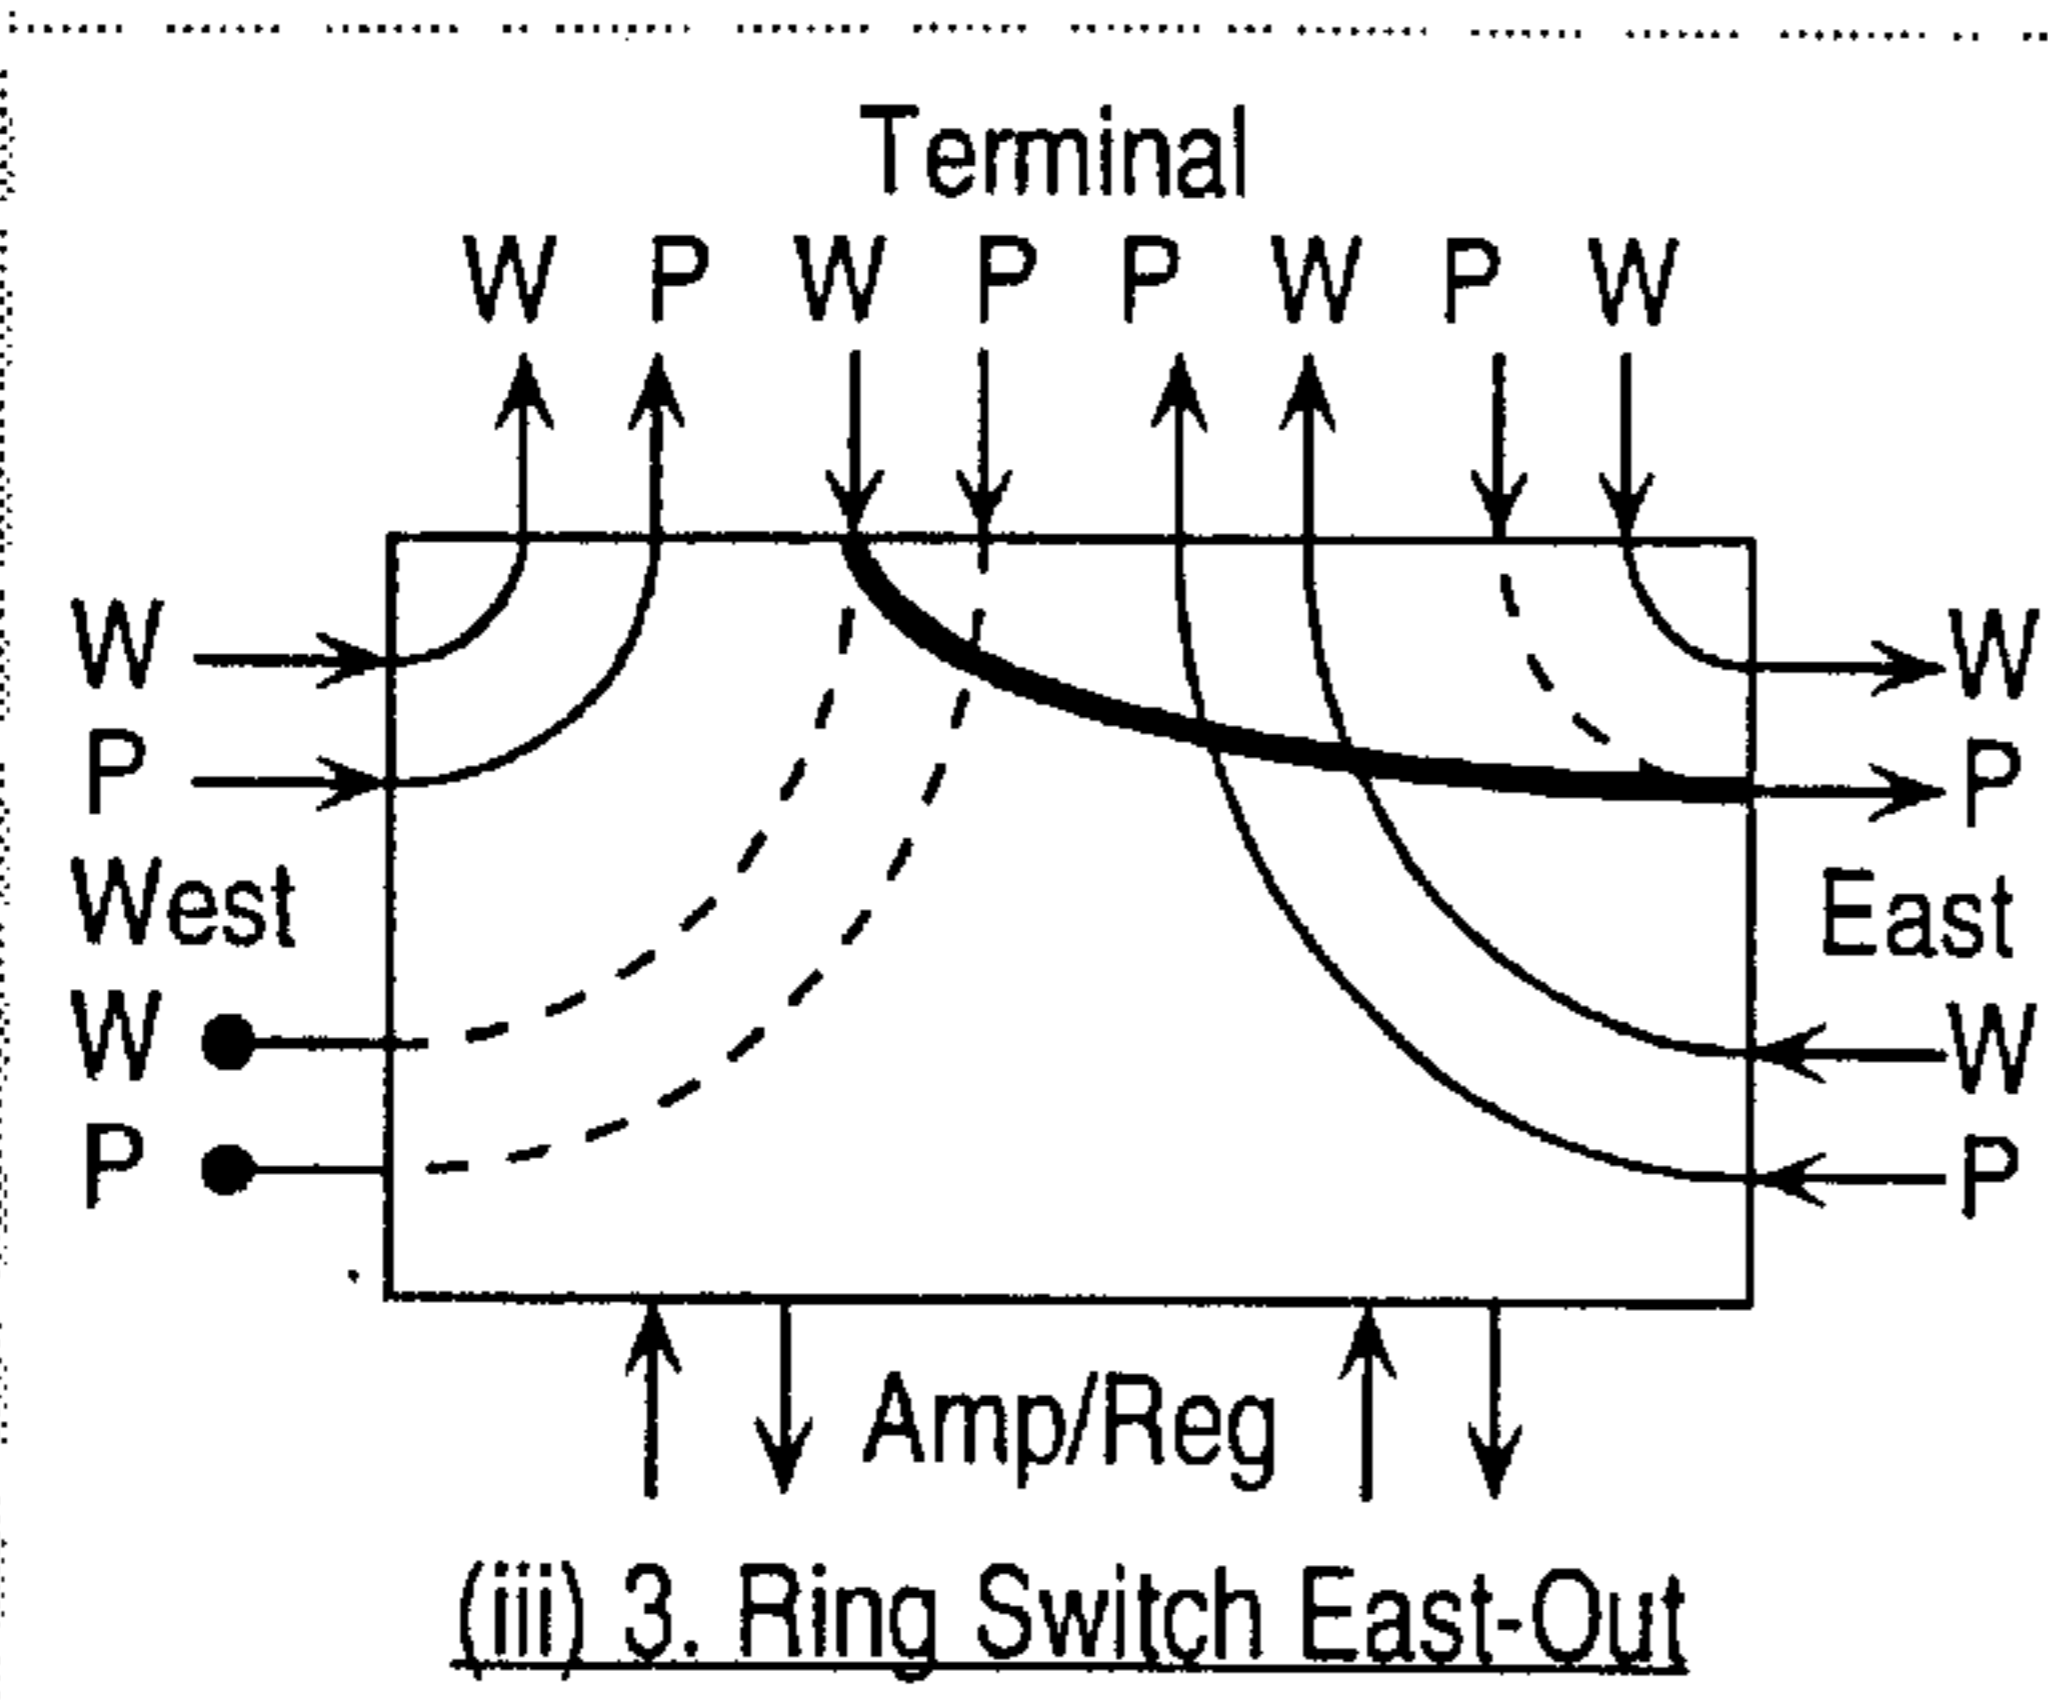 Terminal
W P W P P W P W
W W
P P
West East
W W
P P
Amp/Reg
(iii) 3. Ring Switch East-Out